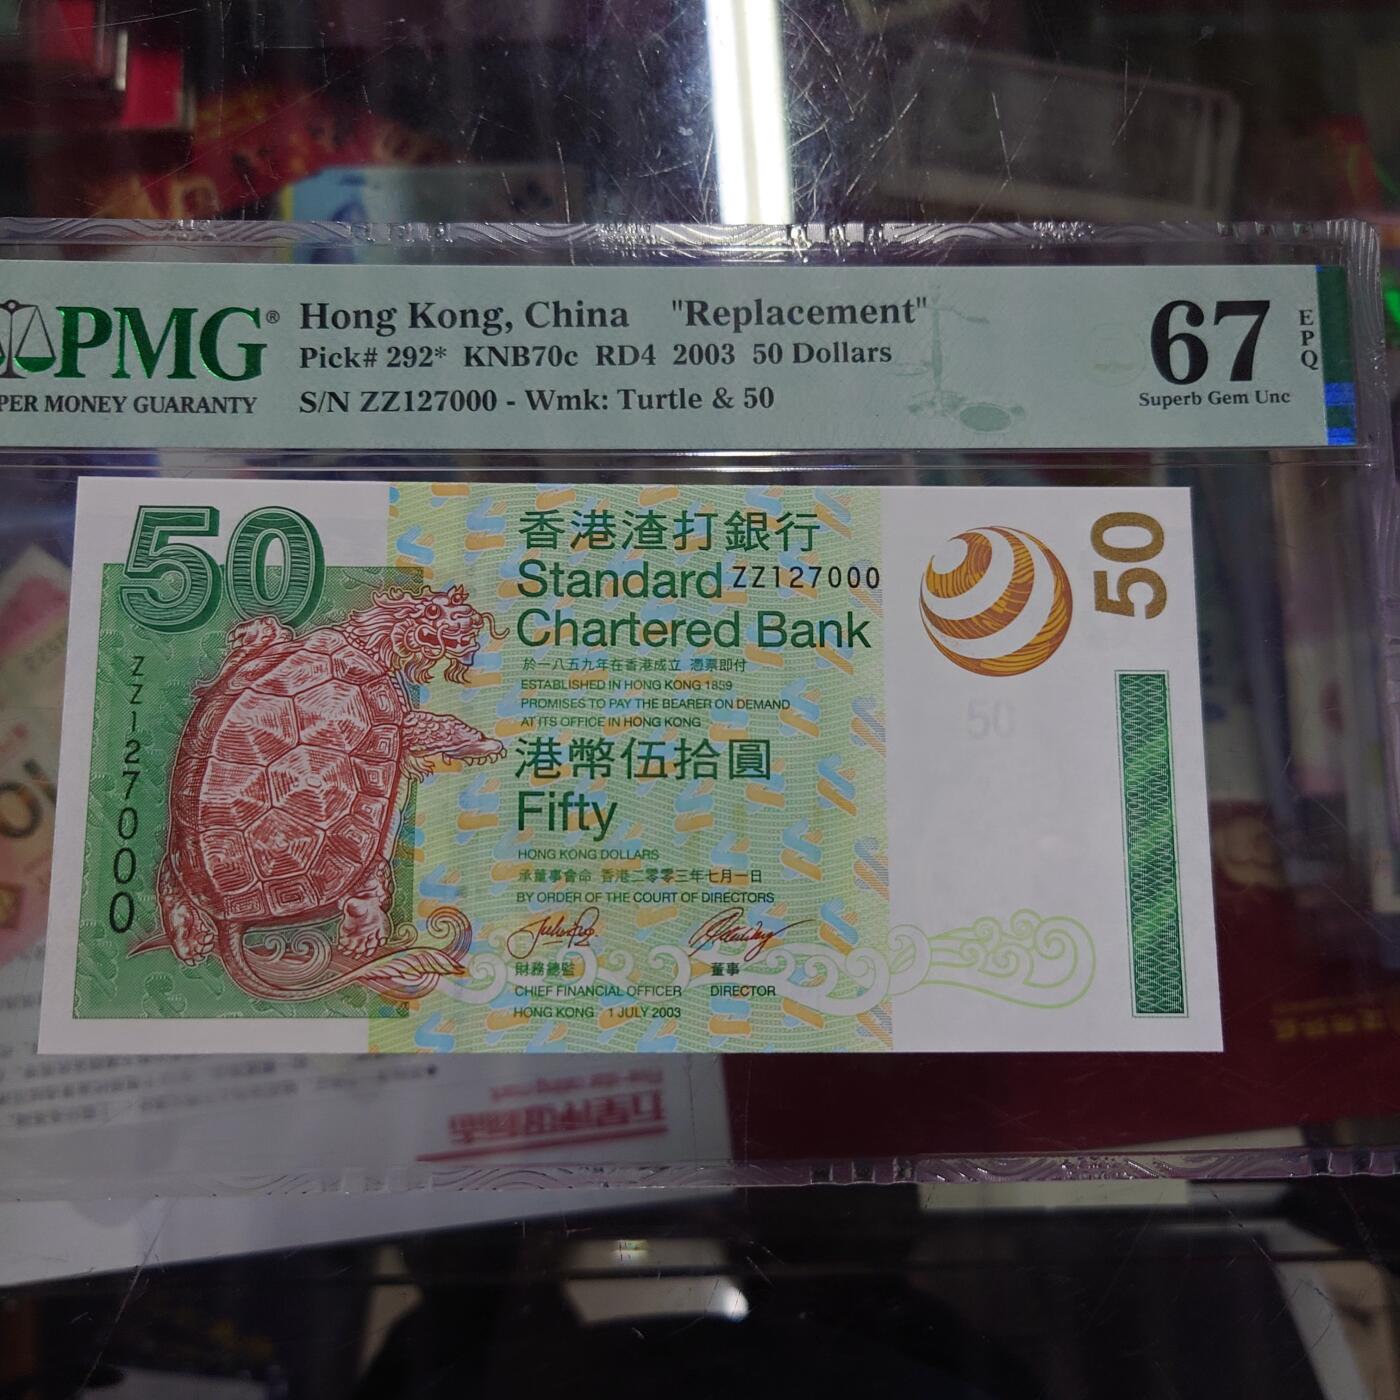 PMG®
PER MONEY GUARANTY
Hong Kong, China "Replacement"
Pick# 292* KNB70c RD4 2003 50 Dollars
S/N ZZ127000 - Wmk: Turtle & 50
67
EPQ
Superb Gem Unc
50
香港渣打銀行
Standard ZZ127000
Chartered Bank
於一八五九年在香港成立 憑票即付
ESTABLISHED IN HONG KONG 1859
PROMISES TO PAY THE BEARER ON DEMAND
AT ITS OFFICE IN HONG KONG
港幣伍拾圓
Fifty
HONG KONG DOLLARS
承董事會命 香港二零零三年七月一日
BY ORDER OF THE COURT OF DIRECTORS
財務總監 董事
CHIEF FINANCIAL OFFICER DIRECTOR
HONG KONG 1 JULY 2003
ZZ127000
50
50